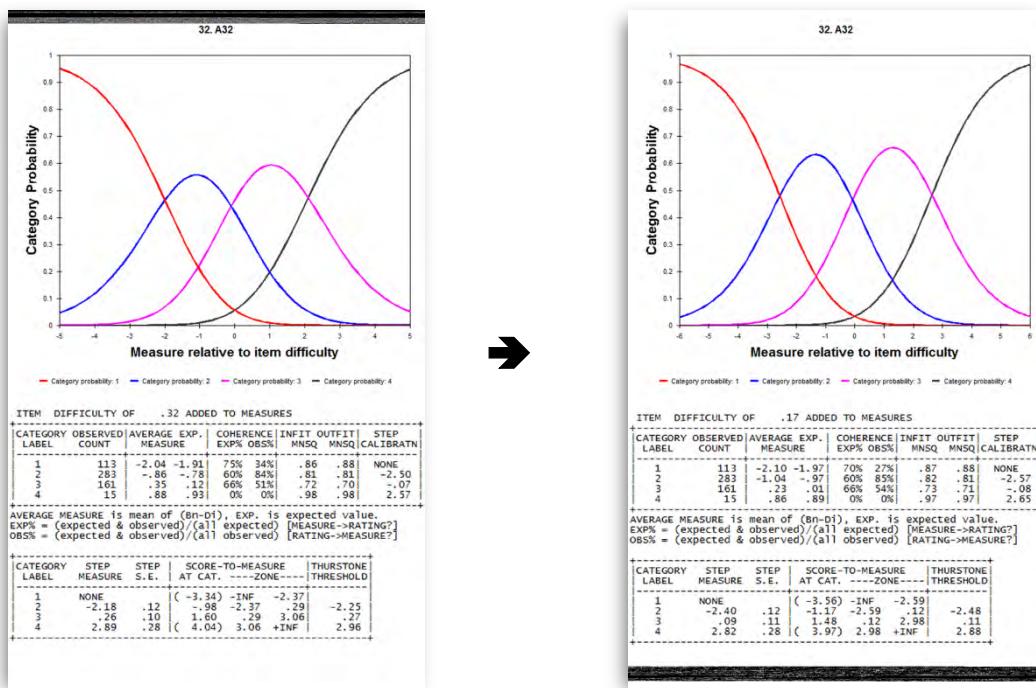 32. A32
Category Probability
1
0.9
0.8
0.7
0.6
0.5
0.4
0.3
0.2
0.1
0
-5 -4 -3 -2 -1 0 1 2 3 4 5
Measure relative to item difficulty
Category probability: 1 Category probability: 2 Category probability: 3 Category probability: 4
ITEM DIFFICULTY OF .32 ADDED TO MEASURES
|CATEGORY OBSERVED|AVERAGE EXP.| COHERENCE|INFIT OUTFIT| STEP |
| LABEL COUNT | MEASURE | EXP% OBS%| MNSQ MNSQ|CALIBRATN|
| 1 113 | -2.04 -1.91| 75% 34%| .86 .88| NONE |
| 2 283 | -.86 -.78| 60% 84%| .81 .81| -2.50 |
| 3 161 | .35 .12| 66% 51%| .72 .70| -.07 |
| 4 15 | .88 .93| 0% 0%| .98 .98| 2.57 |
AVERAGE MEASURE is mean of (Bn-Di), EXP. is expected value.
EXP% = (expected & observed)/(all expected) [MEASURE->RATING?]
OBS% = (expected & observed)/(all observed) [RATING->MEASURE?]
|CATEGORY STEP STEP | SCORE-TO-MEASURE |THURSTONE|
| LABEL MEASURE S.E. | AT CAT. ----ZONE----|THRESHOLD|
| 1 NONE |( -3.34) -INF -2.37| |
| 2 -2.18 .12 | -.98 -2.37 .29| -2.25 |
| 3 .26 .10 | 1.60 .29 3.06| .27 |
| 4 2.89 .28 |( 4.04) 3.06 +INF | 2.96 |
32. A32
Category Probability
1
0.9
0.8
0.7
0.6
0.5
0.4
0.3
0.2
0.1
0
-6 -5 -4 -3 -2 -1 0 1 2 3 4 5 6
Measure relative to item difficulty
Category probability: 1 Category probability: 2 Category probability: 3 Category probability: 4
ITEM DIFFICULTY OF .17 ADDED TO MEASURES
|CATEGORY OBSERVED|AVERAGE EXP.| COHERENCE|INFIT OUTFIT| STEP
| LABEL COUNT | MEASURE | EXP% OBS%| MNSQ MNSQ|CALIBRATN
| 1 113 | -2.10 -1.97| 70% 27%| .87 .88| NONE
| 2 283 | -1.04 -.97| 60% 85%| .82 .81| -2.57
| 3 161 | .23 .01| 66% 54%| .73 .71| -.08
| 4 15 | .86 .89| 0% 0%| .97 .97| 2.65
AVERAGE MEASURE is mean of (Bn-Di), EXP. is expected value.
EXP% = (expected & observed)/(all expected) [MEASURE->RATING?]
OBS% = (expected & observed)/(all observed) [RATING->MEASURE?]
|CATEGORY STEP STEP | SCORE-TO-MEASURE |THURSTONE|
| LABEL MEASURE S.E. | AT CAT. ----ZONE----|THRESHOLD|
| 1 NONE |( -3.56) -INF -2.59| |
| 2 -2.40 .12 | -1.17 -2.59 .12| -2.48 |
| 3 .09 .11 | 1.48 .12 2.98| .11 |
| 4 2.82 .28 |( 3.97) 2.98 +INF | 2.88 |